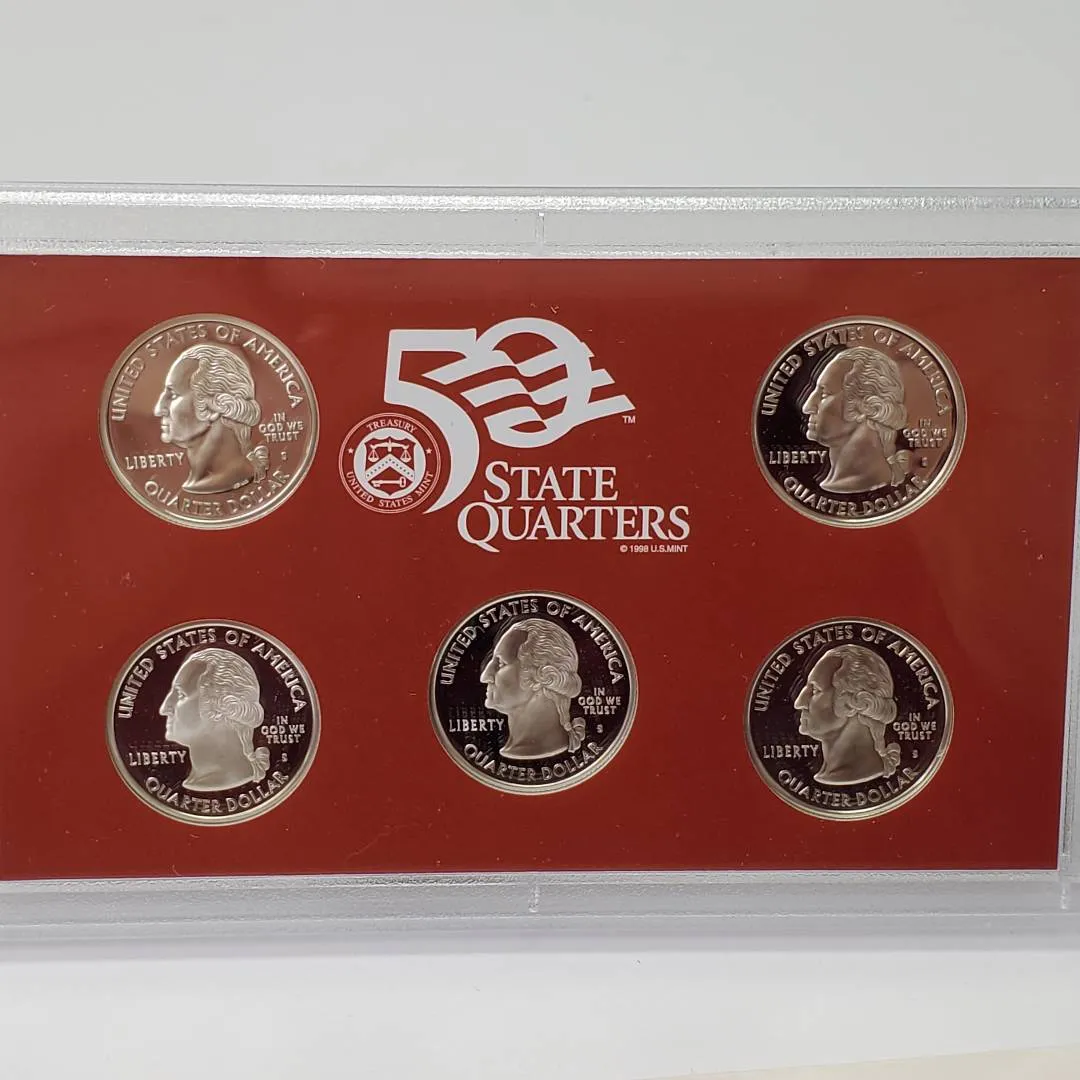 UNITED STATES OF AMERICA
LIBERTY
IN
GOD WE
TRUST
S
QUARTER DOLLAR
50
TM
TREASURY
UNITED STATES MINT
STATE
QUARTERS
© 1998 U.S.MINT
UNITED STATES OF AMERICA
LIBERTY
IN
GOD WE
TRUST
S
QUARTER DOLLAR
UNITED STATES OF AMERICA
LIBERTY
IN
GOD WE
TRUST
S
QUARTER DOLLAR
UNITED STATES OF AMERICA
LIBERTY
IN
GOD WE
TRUST
S
QUARTER DOLLAR
UNITED STATES OF AMERICA
LIBERTY
IN
GOD WE
TRUST
S
QUARTER DOLLAR